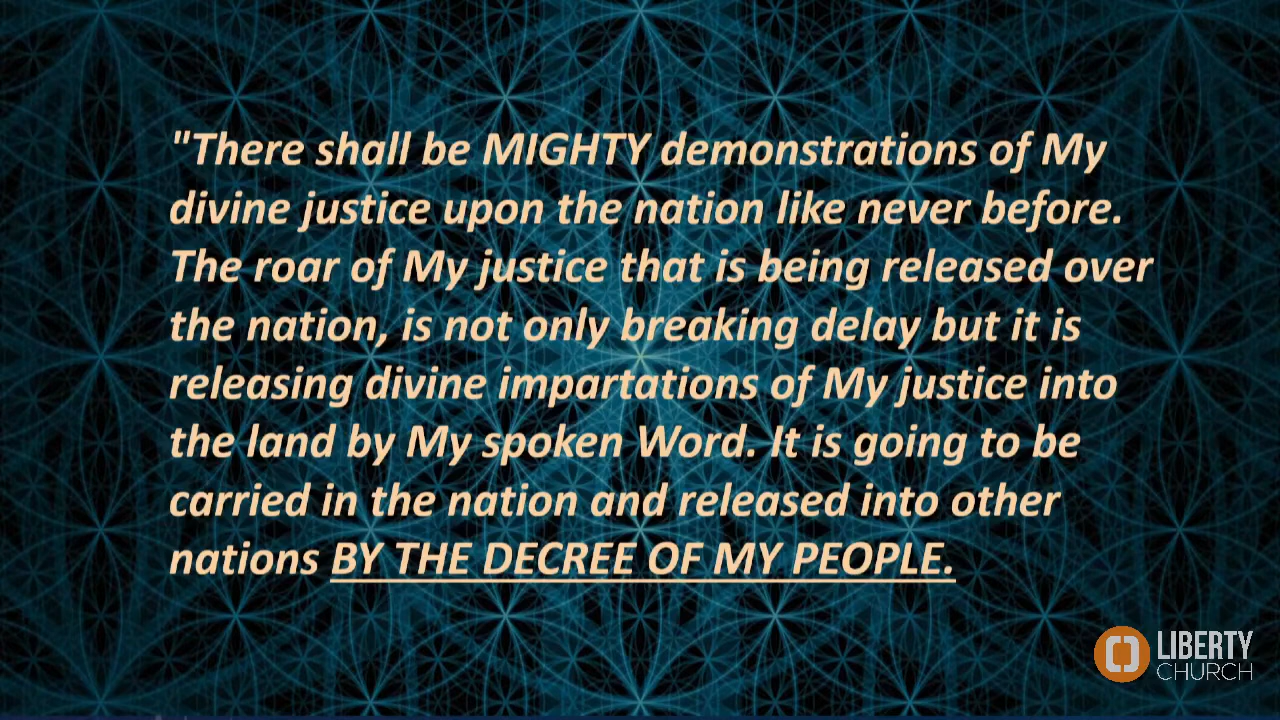 "There shall be MIGHTY demonstrations of My
divine justice upon the nation like never before.
The roar of My justice that is being released over
the nation, is not only breaking delay but it is
releasing divine impartations of My justice into
the land by My spoken Word. It is going to be
carried in the nation and released into other
nations BY THE DECREE OF MY PEOPLE.
LIBERTY
CHURCH